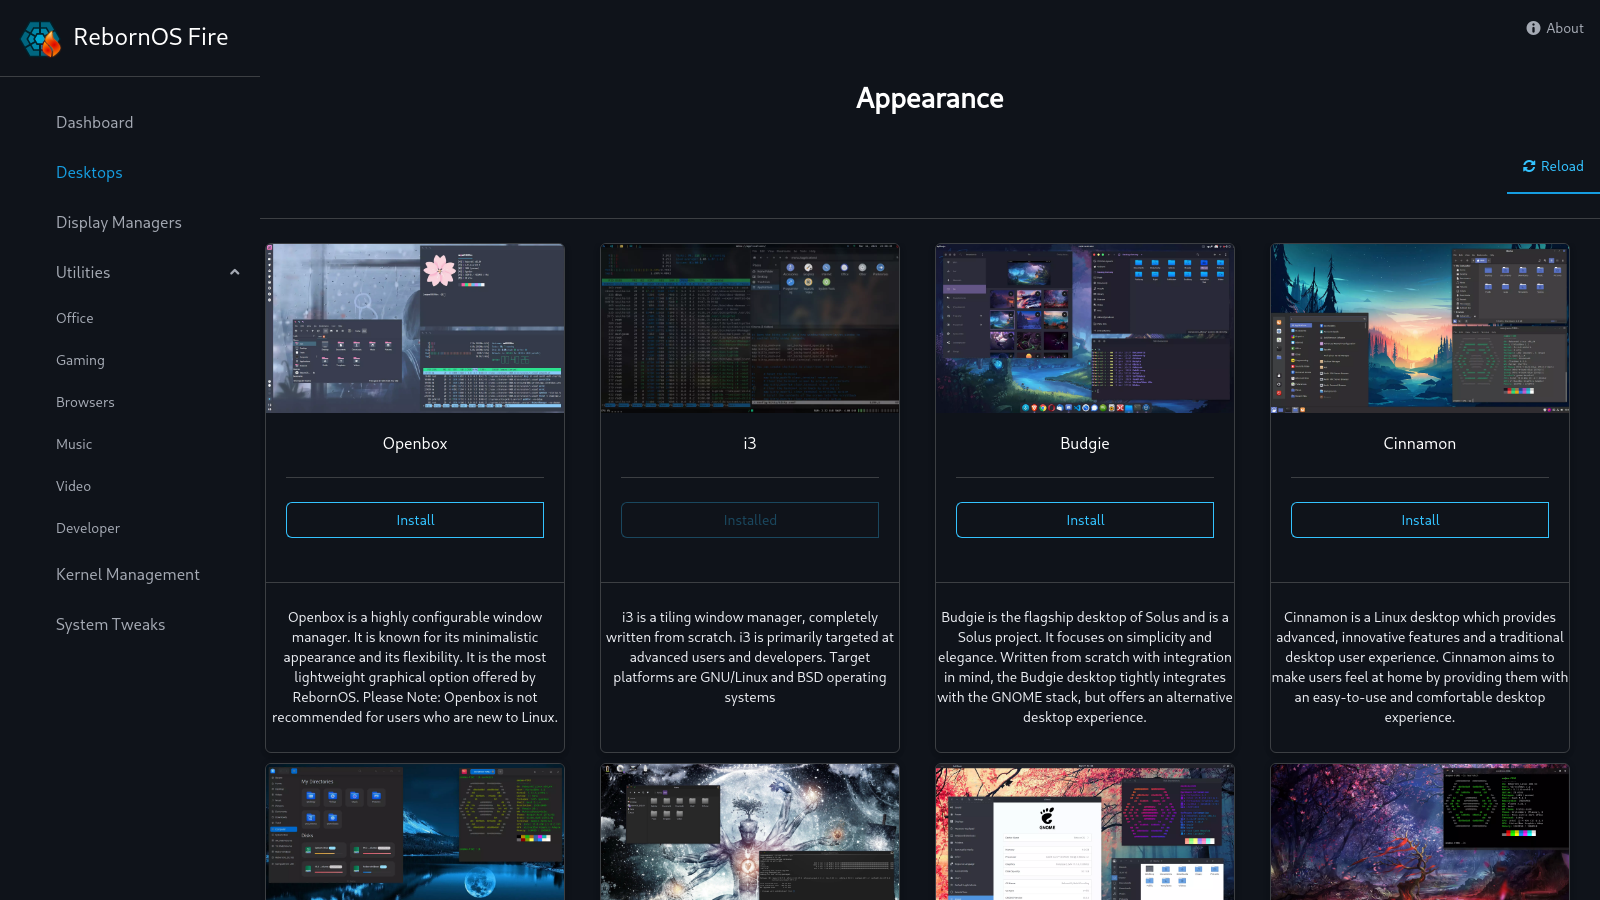 RebornOS Fire
About
Dashboard
Desktops
Display Managers
Utilities
Office
Gaming
Browsers
Music
Video
Developer
Kernel Management
System Tweaks
Appearance
Reload
Openbox
Install
Openbox is a highly configurable window
manager. It is known for its minimalistic
appearance and its flexibility. It is the most
lightweight graphical option offered by
RebornOS. Please Note: Openbox is not
recommended for users who are new to Linux.
i3
Installed
i3 is a tiling window manager, completely
written from scratch. i3 is primarily targeted at
advanced users and developers. Target
platforms are GNU/Linux and BSD operating
systems
Budgie
Install
Budgie is the flagship desktop of Solus and is a
Solus project. It focuses on simplicity and
elegance. Written from scratch with integration
in mind, the Budgie desktop tightly integrates
with the GNOME stack, but offers an alternative
desktop experience.
Cinnamon
Install
Cinnamon is a Linux desktop which provides
advanced, innovative features and a traditional
desktop user experience. Cinnamon aims to
make users feel at home by providing them with
an easy-to-use and comfortable desktop
experience.
My Directories
Disks
GNOME